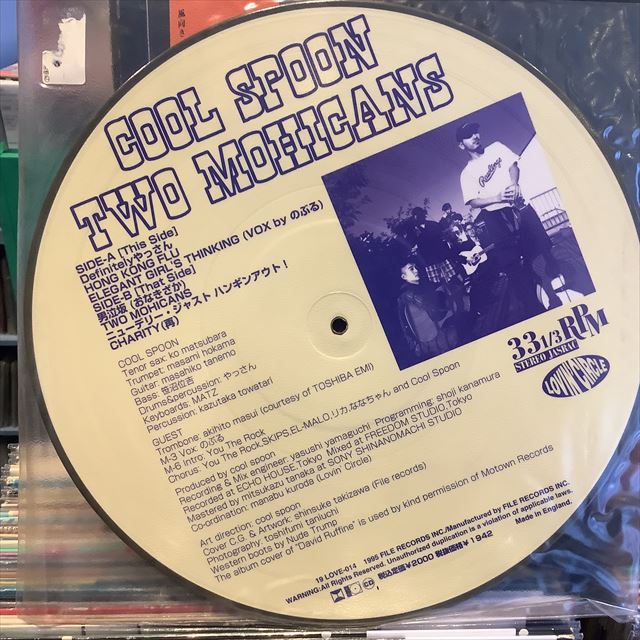 COOL SPOON
TWO MOHICANS
SIDE-A [This Side]
Definitelyやっさん
HONG KONG FLU
ELEGANT GIRL'S THINKING (VOX by のぶる)
SIDE-B [That Side]
男辺坂 (おなすざか)
TWO MOHICANS
ニューデリー・ジャスト ハンギンアウト!
CHARITY(再)
COOL SPOON
Tenor sax: ko matsubara
Trumpet: masami hokama
Guitar: masahiko tanemo
Bass: 笹沼位吉
Drums&percussion: やっさん
Keyboards: MATZ
Percussion: kazutaka towatari
GUEST
Trombone: akihito masui (courtesy of TOSHIBA EMI)
M-3 Vox: のぶる
M-6 Intro: You The Rock
Chorus: You The Rock,SKIPS,EL-MALO,リカ,ななちゃん and Cool Spoon
Produced by cool spoon
Recording & Mix engineer: yasushi yamaguchi Programming: shoji kanamura
Recorded at ECHO HOUSE,Tokyo, Mixed at FREEDOM STUDIO,Tokyo
Mastered by mitsukazu tanaka at SONY SHINANOMACHI STUDIO
Co-ordination: manabu kuroda (Lovin' Circle)
Art direction: cool spoon
Cover C.G. & Artwork: shinsuke takizawa (File records)
Photography: toshifumi taniuchi
Western boots by Nude Trump
The album cover of "David Ruffine" is used by kind permission of Motown Records
19 LOVE-014 1995 FILE RECORDS INC./Manufactured by FILE RECORDS INC.
WARNING:All Rights Reserved. Unauthorized duplication is a violation of applicable laws.
税込定価¥2000 税抜価格¥1942 Made in England.
33 1/3 RPM
STEREO JASRAC
LOVIN' CIRCLE
風向き